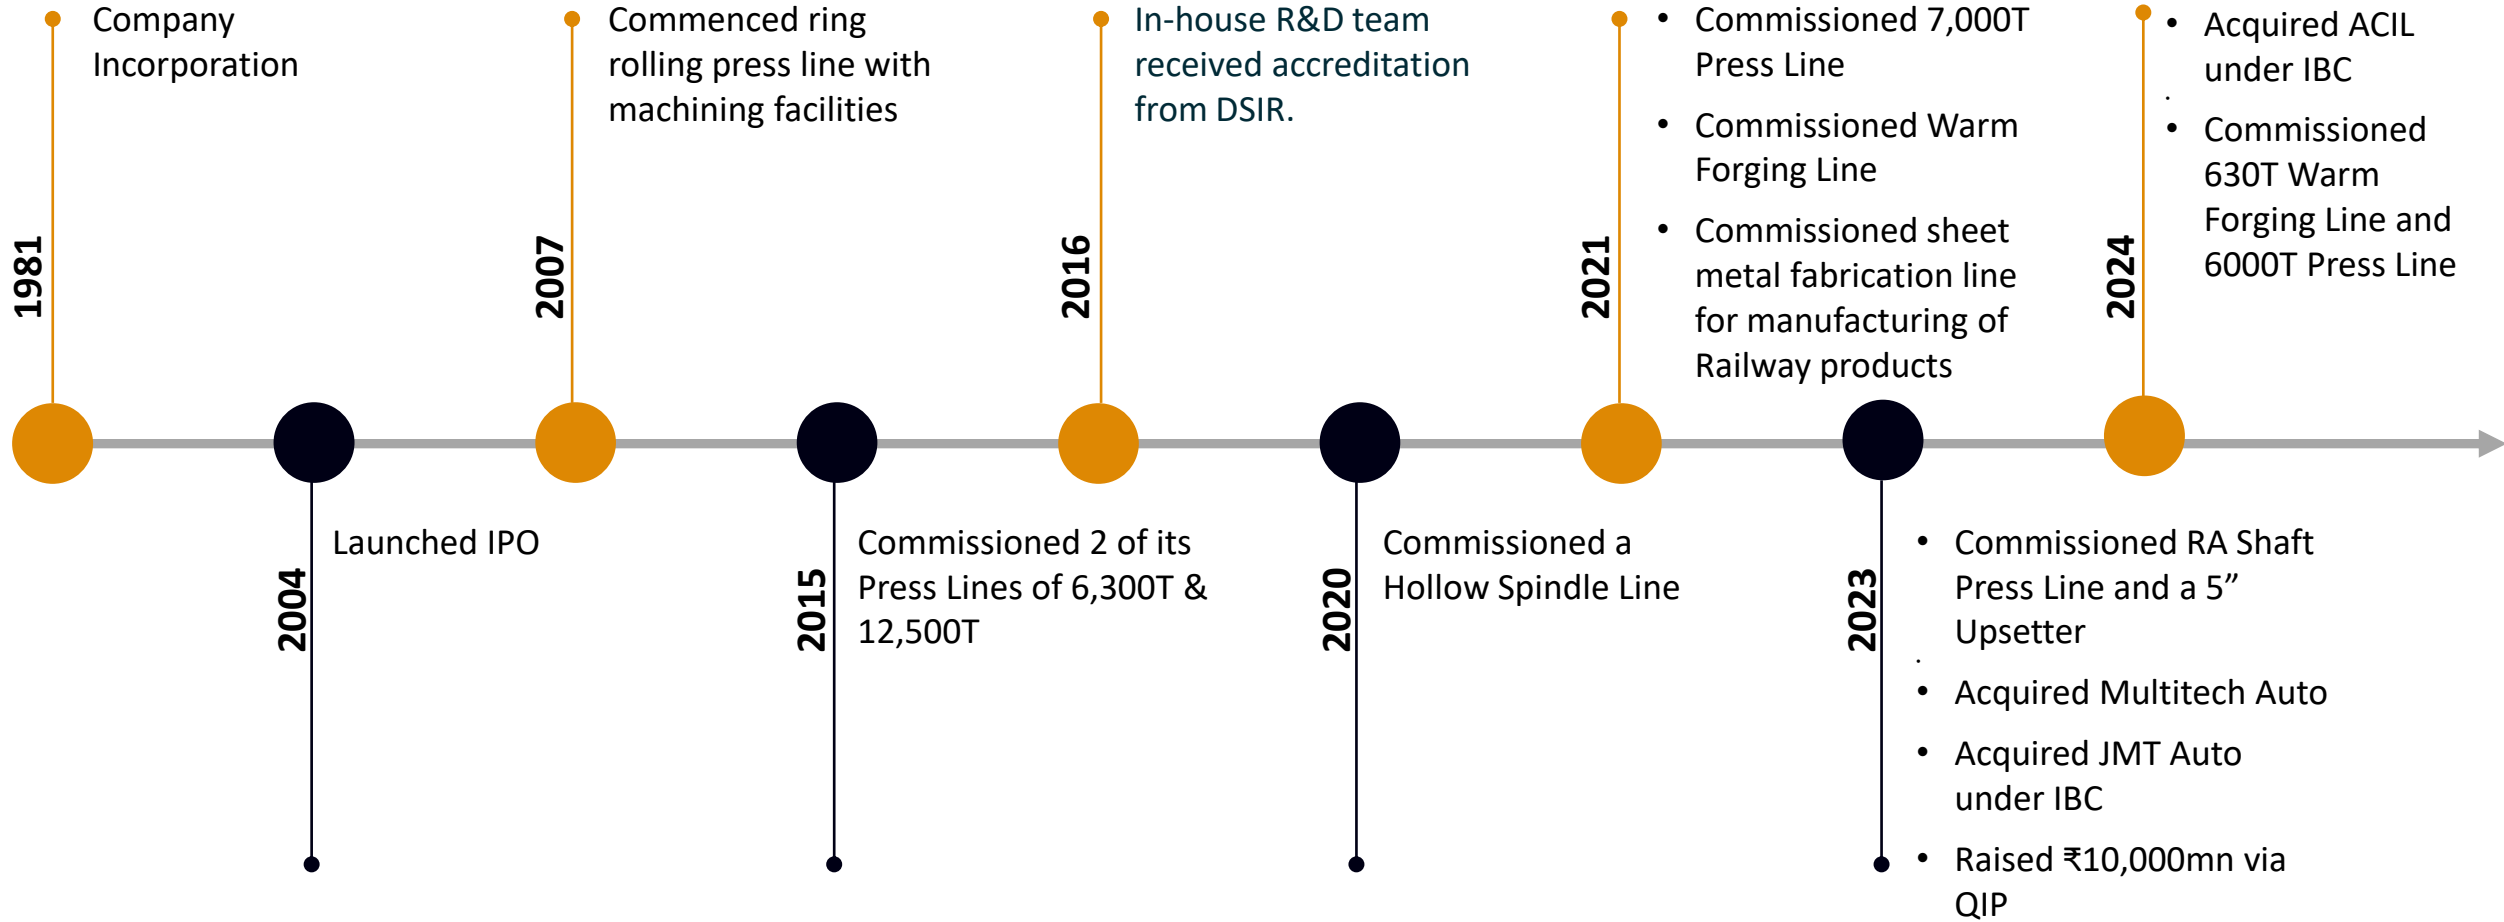 1981
Company
Incorporation
2004
Launched IPO
2007
Commenced ring
rolling press line with
machining facilities
2015
Commissioned 2 of its
Press Lines of 6,300T &
12,500T
2016
In-house R&D team
received accreditation
from DSIR.
2020
Commissioned a
Hollow Spindle Line
2021
• Commissioned 7,000T
Press Line
• Commissioned Warm
Forging Line
• Commissioned sheet
metal fabrication line
for manufacturing of
Railway products
2023
• Commissioned RA Shaft
Press Line and a 5”
Upsetter
• Acquired Multitech Auto
• Acquired JMT Auto
under IBC
• Raised ₹10,000mn via
QIP
2024
• Acquired ACIL
under IBC
• Commissioned
630T Warm
Forging Line and
6000T Press Line